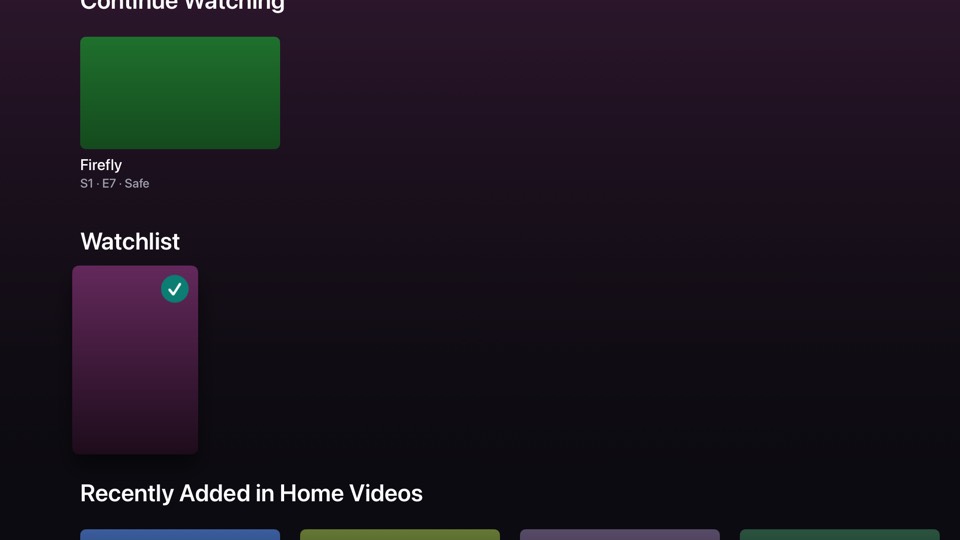 Continue Watching
Firefly
S1 · E7 · Safe
Watchlist
Recently Added in Home Videos